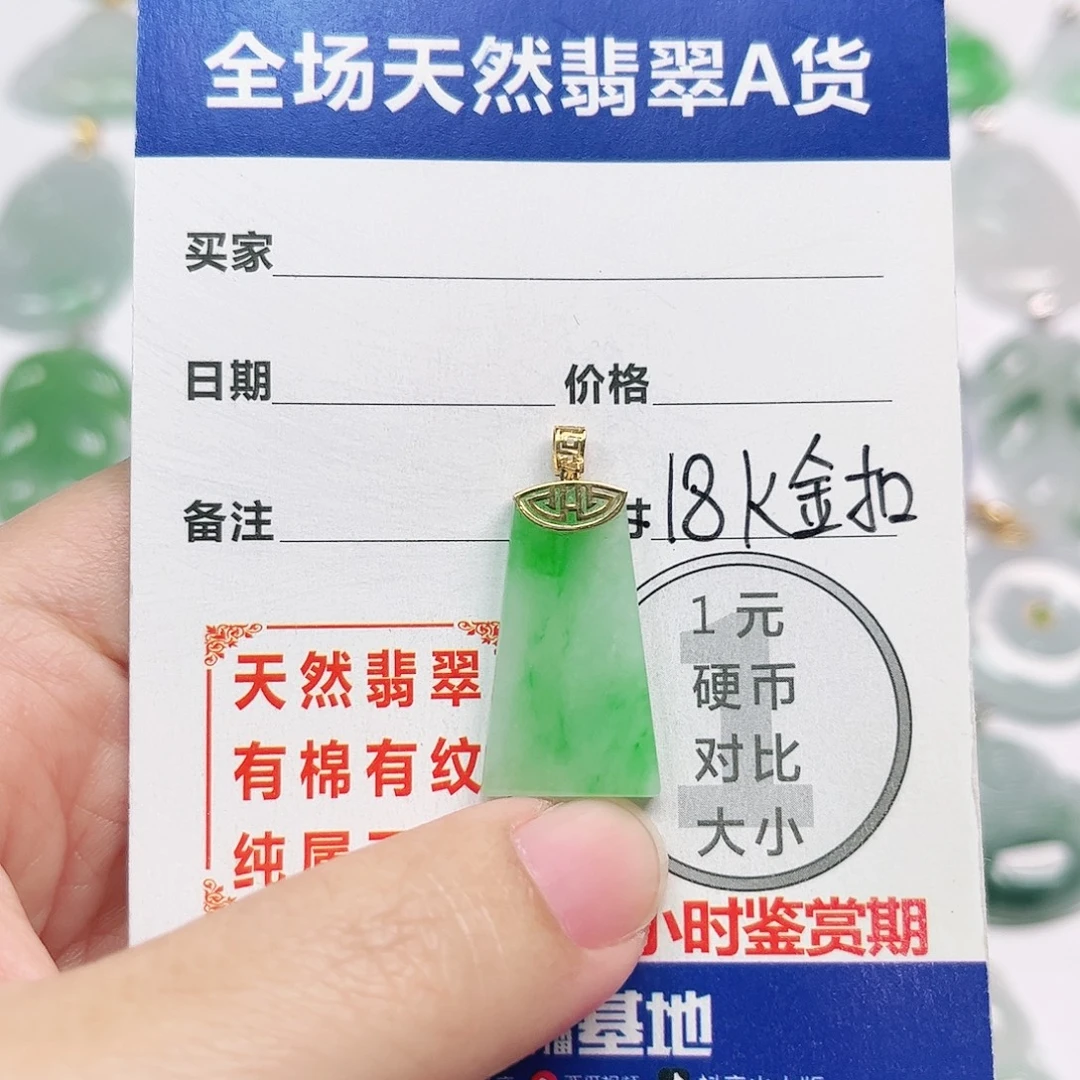 全场天然翡翠A货
买家
日期 价格
备注 18K金扣
天然翡翠
有棉有纹
纯属
1元
硬币
对比
大小
小时鉴赏期
基地